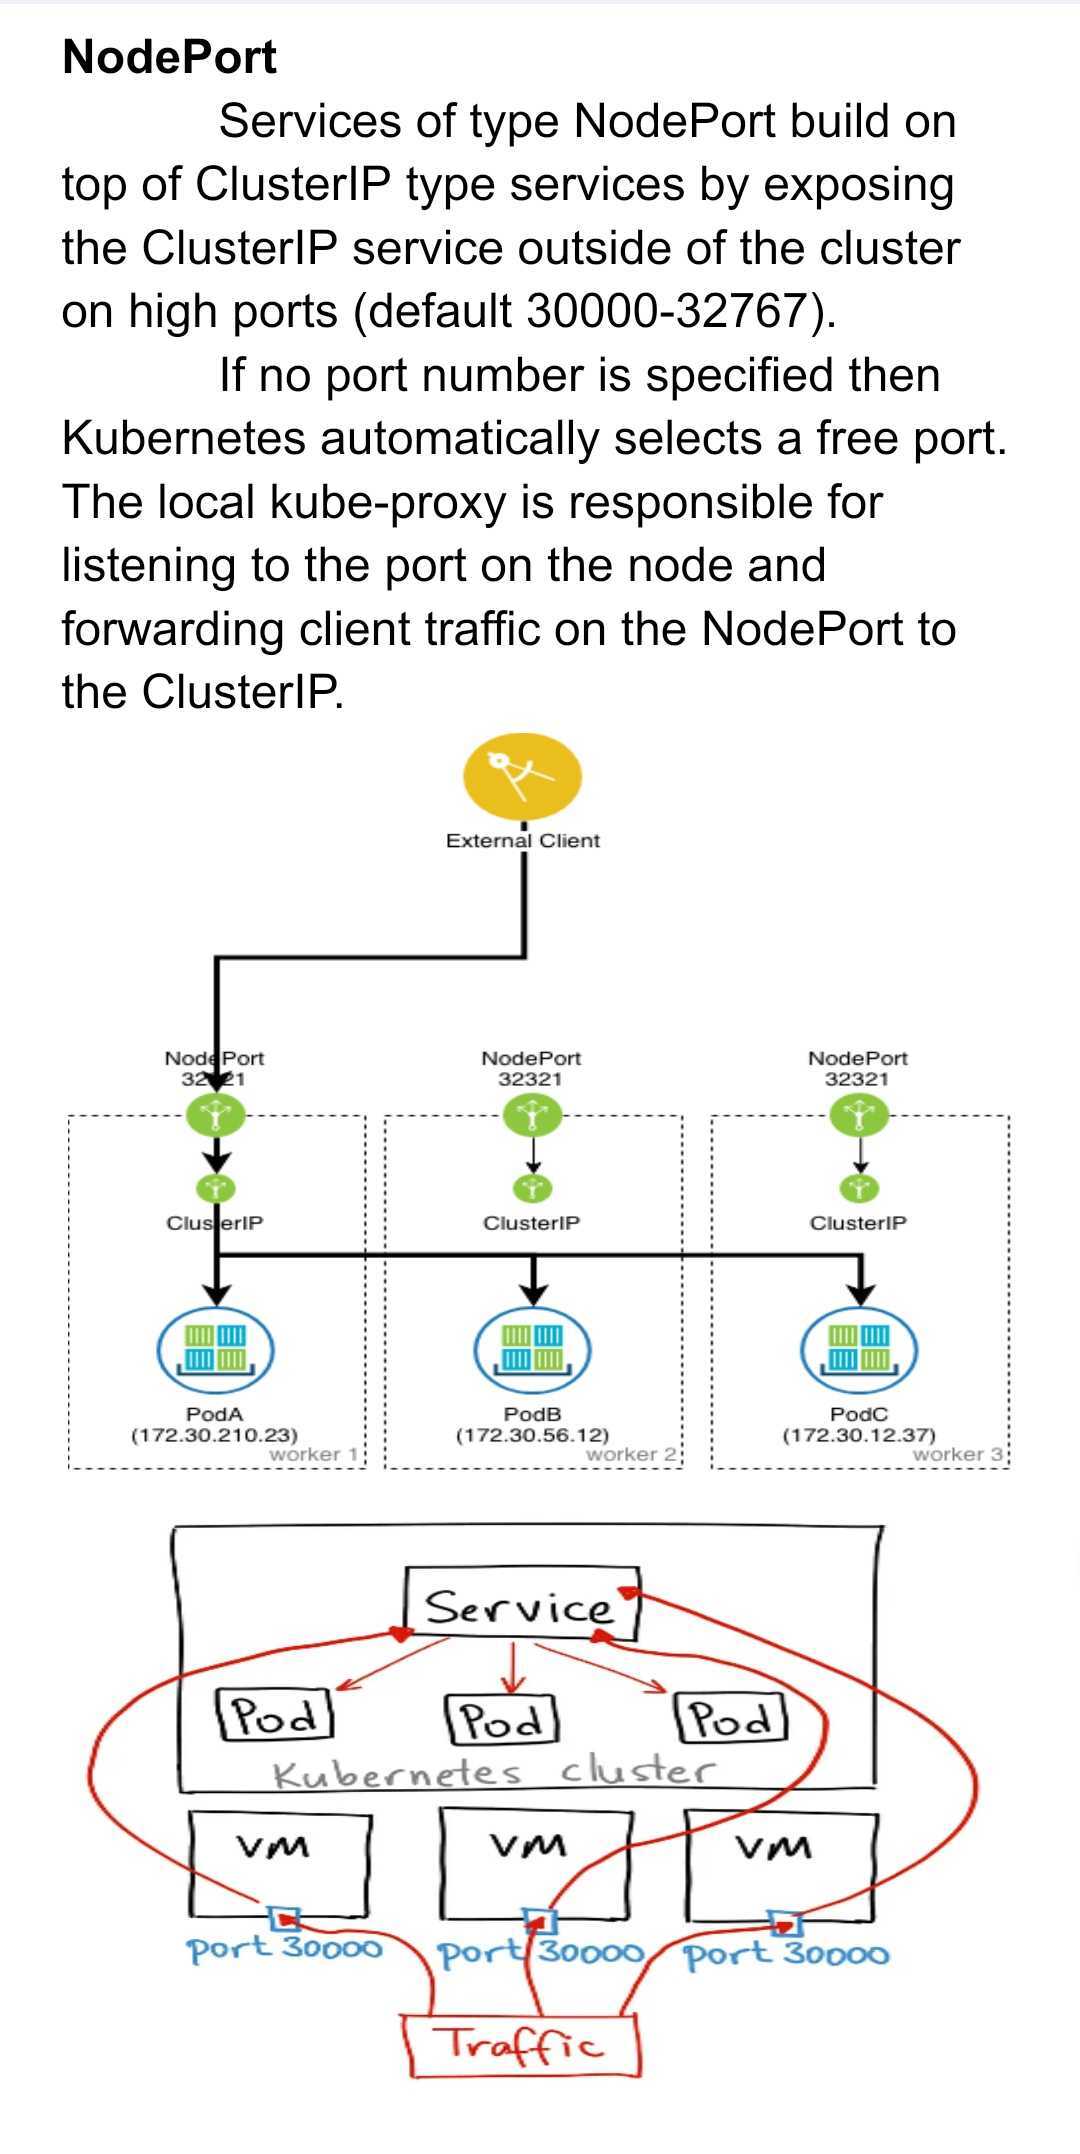 NodePort
Services of type NodePort build on
top of ClusterIP type services by exposing
the ClusterIP service outside of the cluster
on high ports (default 30000-32767).
If no port number is specified then
Kubernetes automatically selects a free port.
The local kube-proxy is responsible for
listening to the port on the node and
forwarding client traffic on the NodePort to
the ClusterIP.
External Client
NodePort NodePort NodePort
32321 32321 32321
ClusterIP ClusterIP ClusterIP
PodA PodB PodC
(172.30.210.23) (172.30.56.12) (172.30.12.37)
worker 1 worker 2 worker 3
Service
Pod Pod Pod
Kubernetes cluster
VM VM VM
port 30000 port 30000 port 30000
Traffic